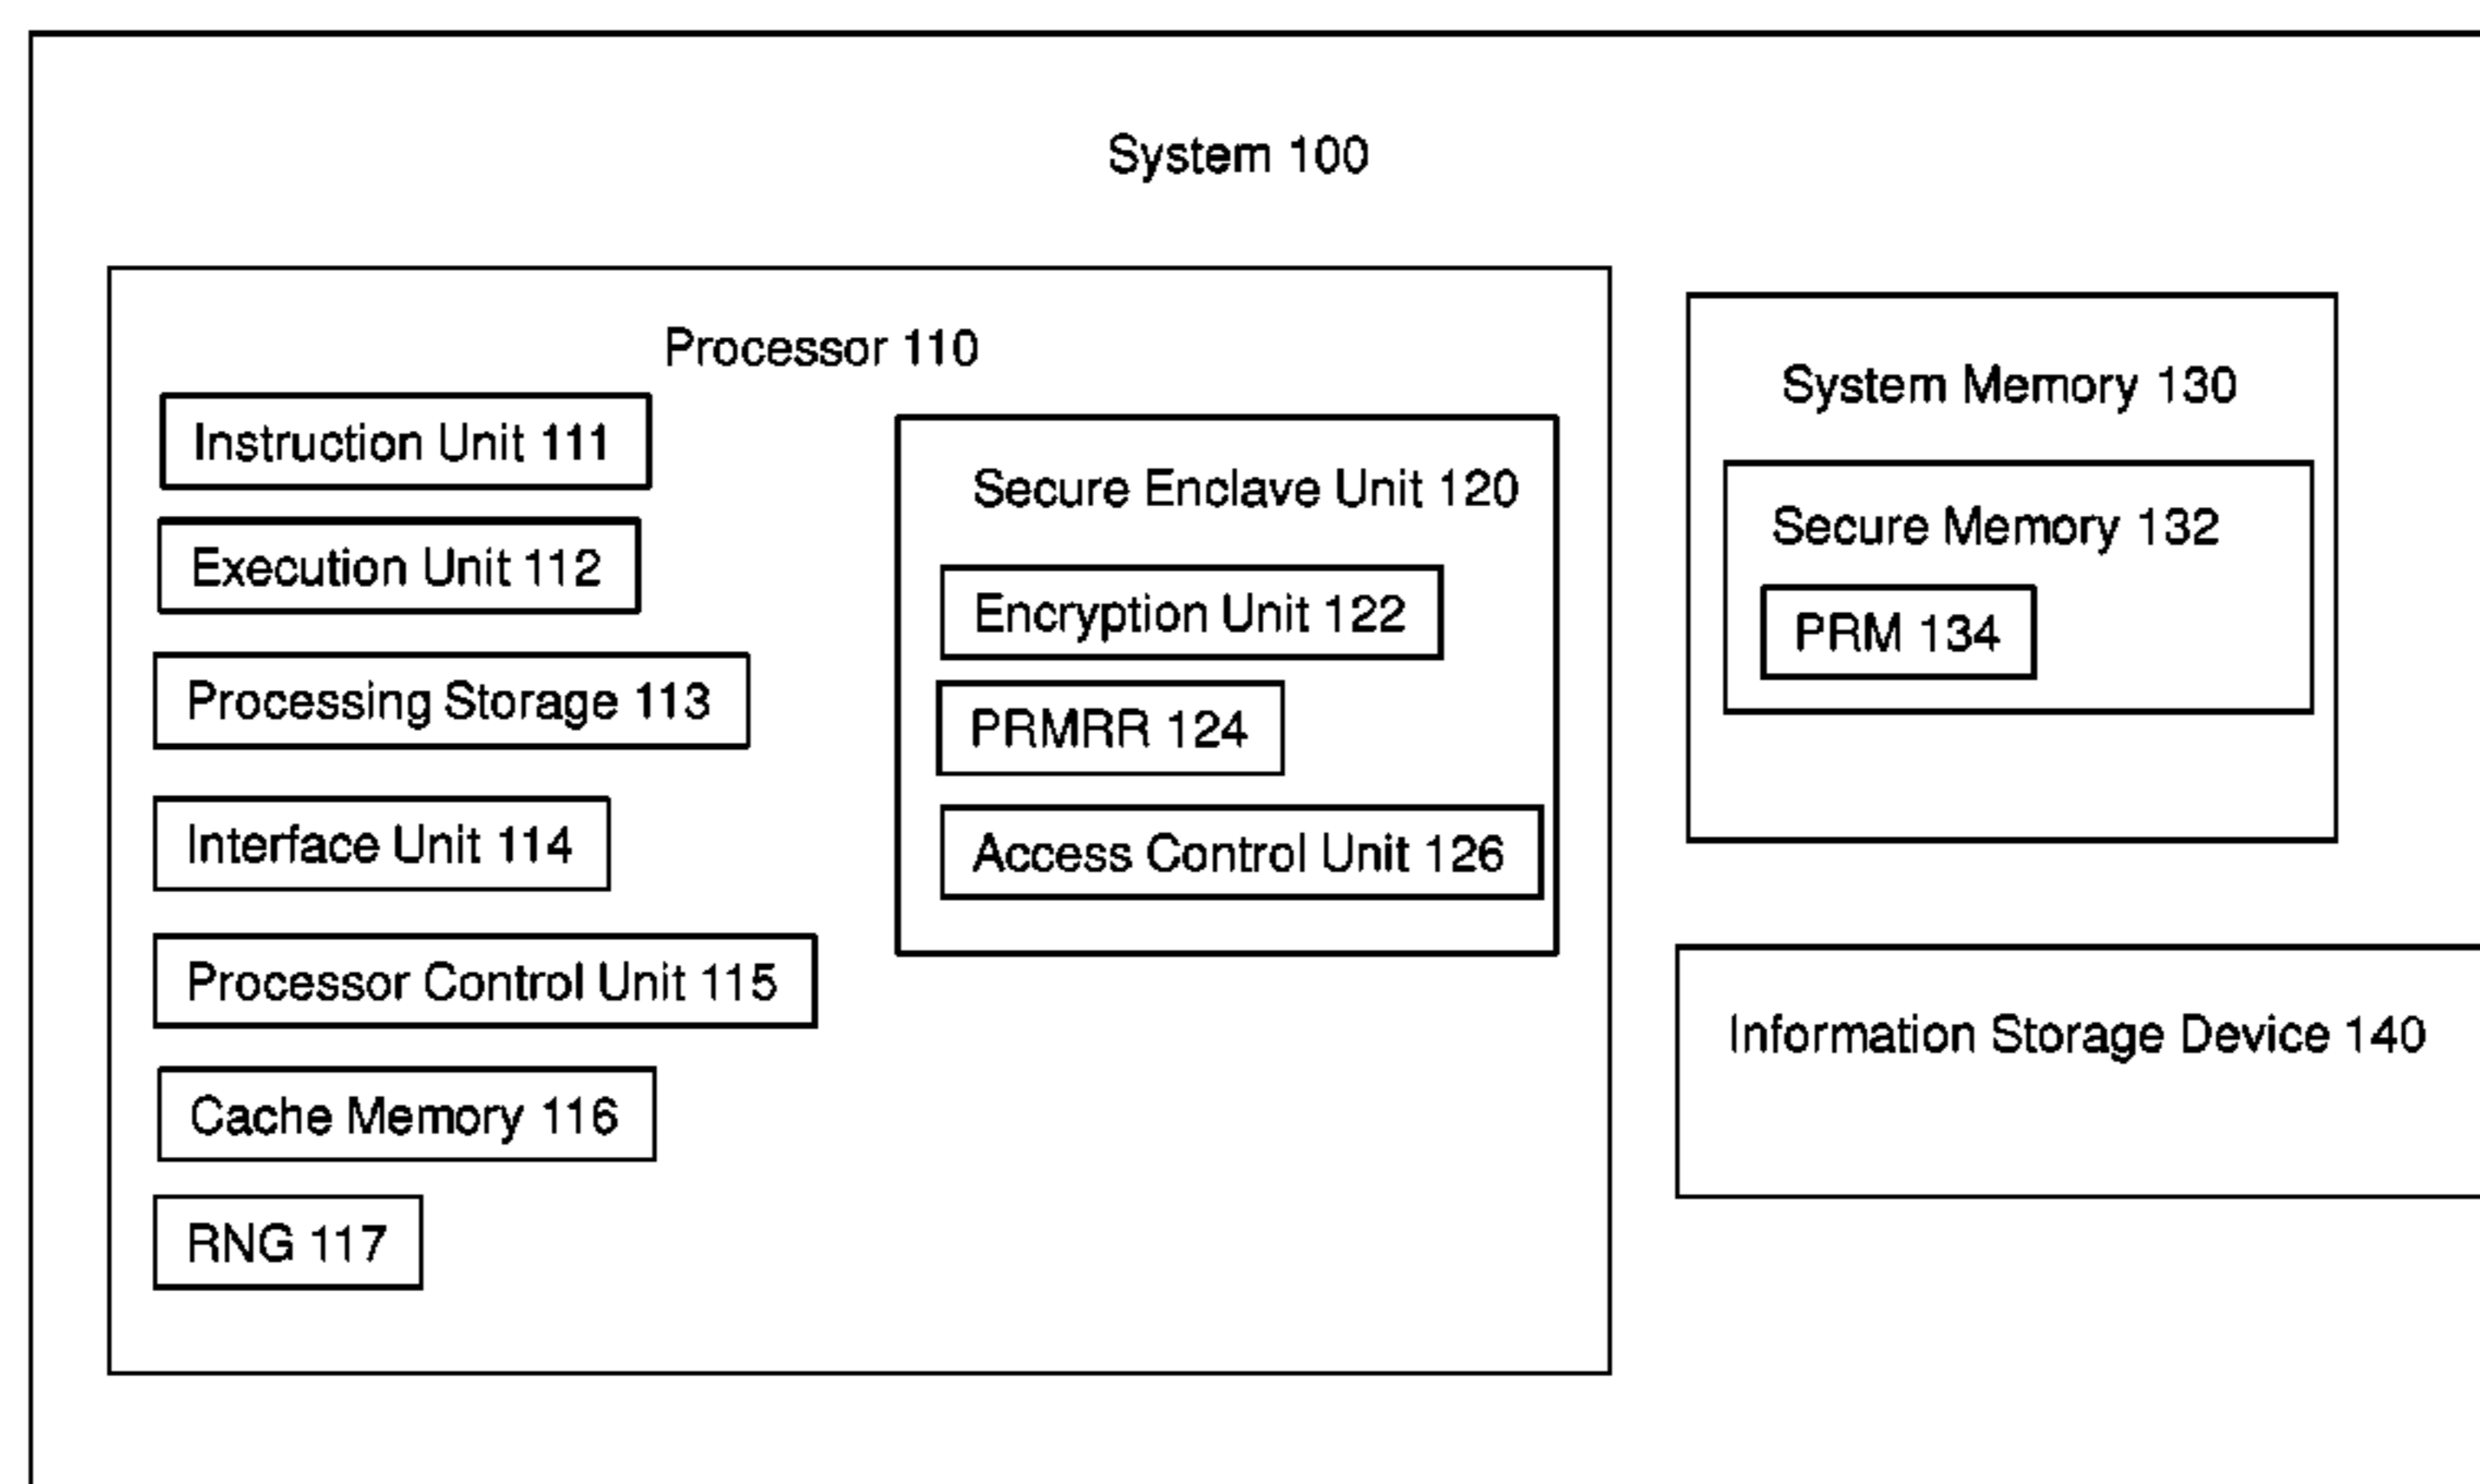 System 100
Processor 110
Instruction Unit 111
Execution Unit 112
Processing Storage 113
Interface Unit 114
Processor Control Unit 115
Cache Memory 116
RNG 117
Secure Enclave Unit 120
Encryption Unit 122
PRMRR 124
Access Control Unit 126
System Memory 130
Secure Memory 132
PRM 134
Information Storage Device 140